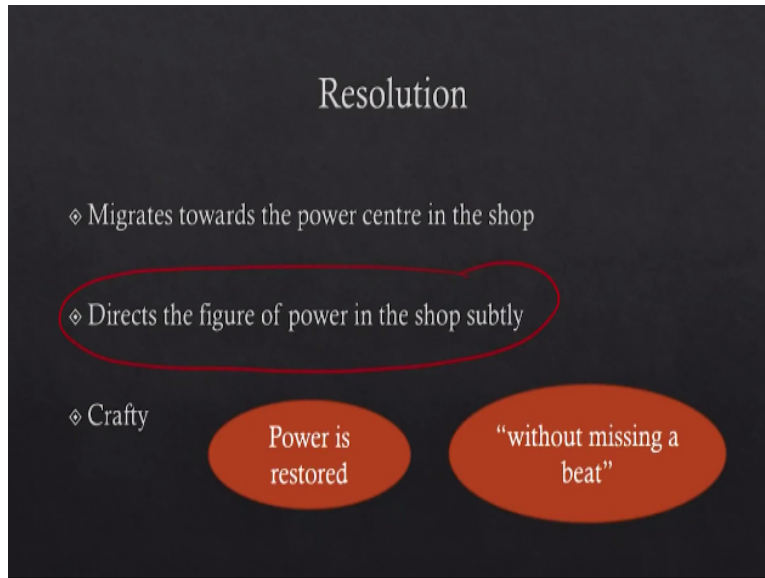 Resolution
Migrates towards the power centre in the shop
Directs the figure of power in the shop subtly
Crafty
Power is
restored
“without missing a
beat”